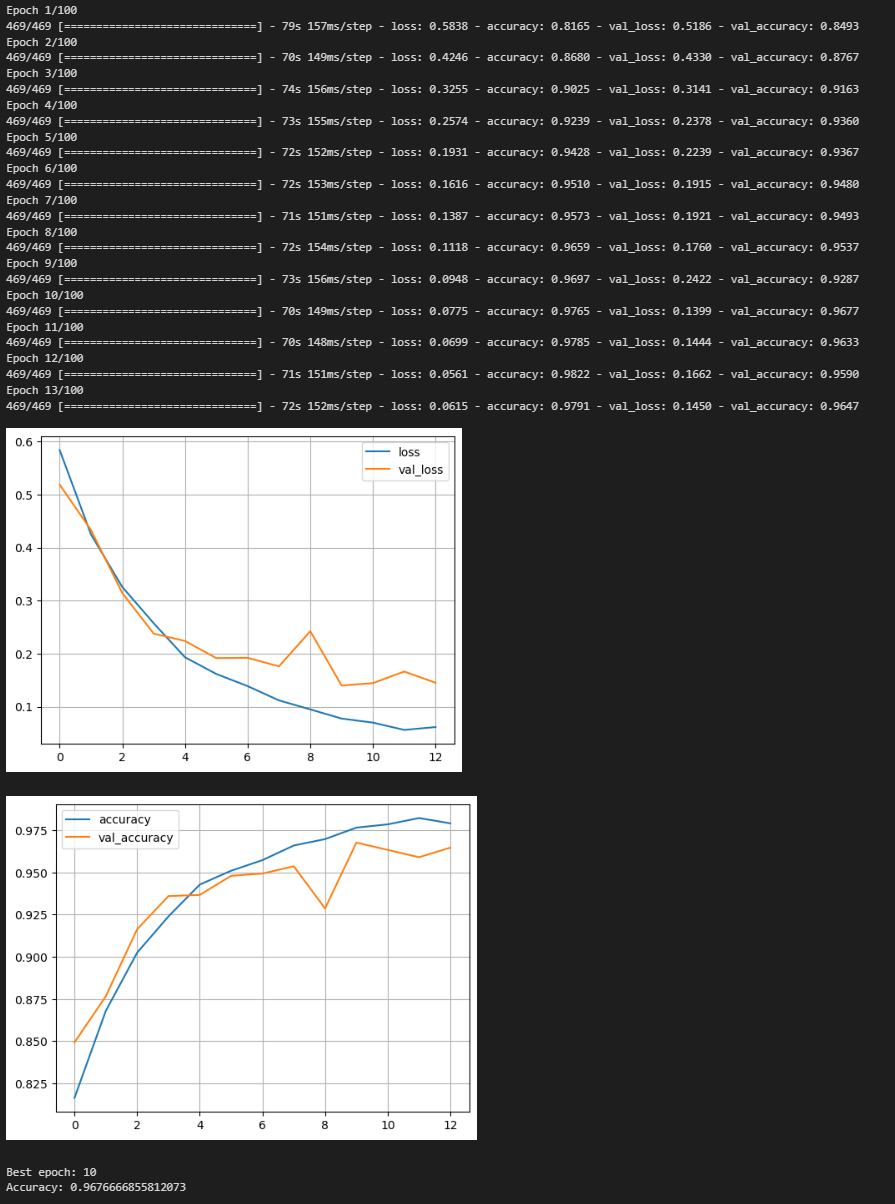 Epoch 1/100
469/469 [==============================] - 79s 157ms/step - loss: 0.5838 - accuracy: 0.8165 - val_loss: 0.5186 - val_accuracy: 0.8493
Epoch 2/100
469/469 [==============================] - 70s 149ms/step - loss: 0.4246 - accuracy: 0.8680 - val_loss: 0.4330 - val_accuracy: 0.8767
Epoch 3/100
469/469 [==============================] - 74s 156ms/step - loss: 0.3255 - accuracy: 0.9025 - val_loss: 0.3141 - val_accuracy: 0.9163
Epoch 4/100
469/469 [==============================] - 73s 155ms/step - loss: 0.2574 - accuracy: 0.9239 - val_loss: 0.2378 - val_accuracy: 0.9360
Epoch 5/100
469/469 [==============================] - 72s 152ms/step - loss: 0.1931 - accuracy: 0.9428 - val_loss: 0.2239 - val_accuracy: 0.9367
Epoch 6/100
469/469 [==============================] - 72s 153ms/step - loss: 0.1616 - accuracy: 0.9510 - val_loss: 0.1915 - val_accuracy: 0.9480
Epoch 7/100
469/469 [==============================] - 71s 151ms/step - loss: 0.1387 - accuracy: 0.9573 - val_loss: 0.1921 - val_accuracy: 0.9493
Epoch 8/100
469/469 [==============================] - 72s 154ms/step - loss: 0.1118 - accuracy: 0.9659 - val_loss: 0.1760 - val_accuracy: 0.9537
Epoch 9/100
469/469 [==============================] - 73s 156ms/step - loss: 0.0948 - accuracy: 0.9697 - val_loss: 0.2422 - val_accuracy: 0.9287
Epoch 10/100
469/469 [==============================] - 70s 149ms/step - loss: 0.0775 - accuracy: 0.9765 - val_loss: 0.1399 - val_accuracy: 0.9677
Epoch 11/100
469/469 [==============================] - 70s 148ms/step - loss: 0.0699 - accuracy: 0.9785 - val_loss: 0.1444 - val_accuracy: 0.9633
Epoch 12/100
469/469 [==============================] - 71s 151ms/step - loss: 0.0561 - accuracy: 0.9822 - val_loss: 0.1662 - val_accuracy: 0.9590
Epoch 13/100
469/469 [==============================] - 72s 152ms/step - loss: 0.0615 - accuracy: 0.9791 - val_loss: 0.1450 - val_accuracy: 0.9647
loss
val_loss
0.6
0.5
0.4
0.3
0.2
0.1
0 2 4 6 8 10 12
accuracy
val_accuracy
0.975
0.950
0.925
0.900
0.875
0.850
0.825
0 2 4 6 8 10 12
Best epoch: 10
Accuracy: 0.9676666855812073